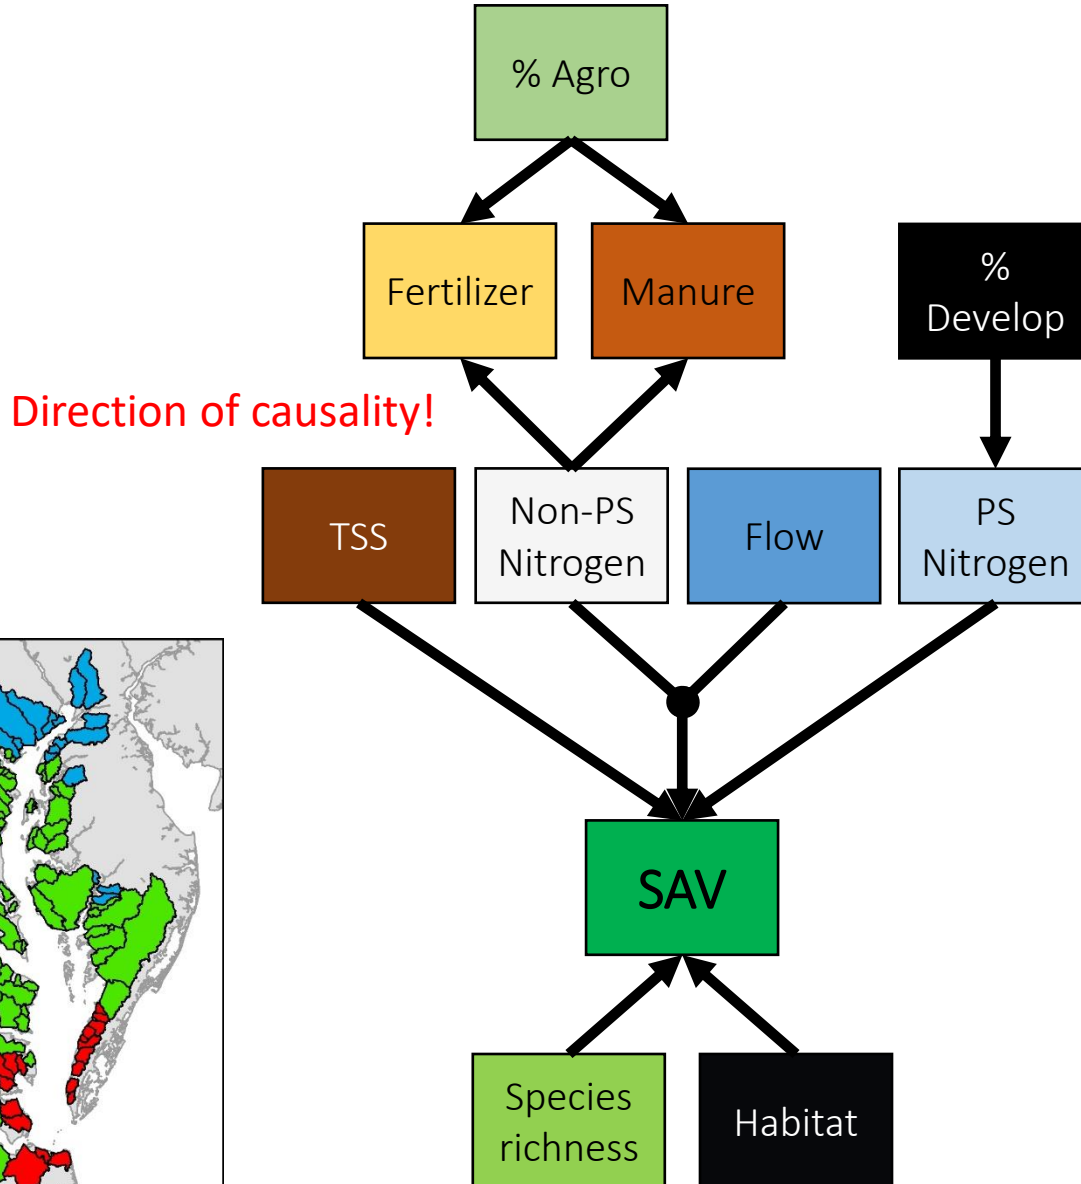 % Agro
Fertilizer
Manure
%
Develop
Direction of causality!
TSS
Non-PS
Nitrogen
Flow
PS
Nitrogen
SAV
Species
richness
Habitat